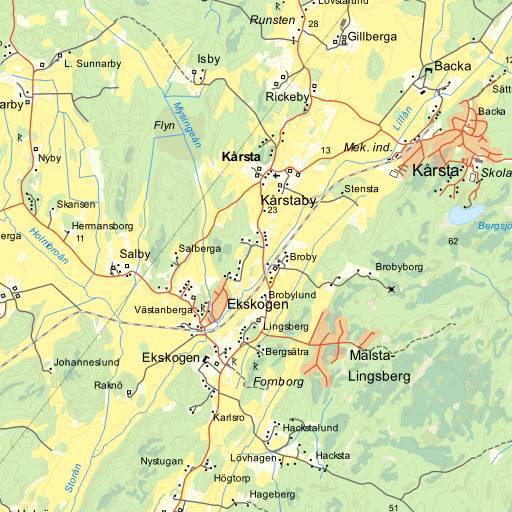 Lövstalund
Runsten
28
Gillberga
L. Sunnarby
Isby
Backa
Rickeby
Sätt
arby
Mysingeån
Lillån
Backa
Flyn
Nyby
Kårsta
13
Mek. ind.
Kårsta
Skola
Kårstaby
Stensta
Skansen
23
Bergsjö
erga
11
Hermansborg
Holmbroån
62
Salby
Salberga
Broby
Brobyborg
Brobylund
Ekskogen
Västanberga
Lingsberg
Ekskogen
Bergsätra
Målsta-
Lingsberg
Johanneslund
Fornborg
Raknö
Karlsro
Hackstalund
Storån
Nystugan
Lövhagen
Hacksta
Högtorp
Hageberg
51